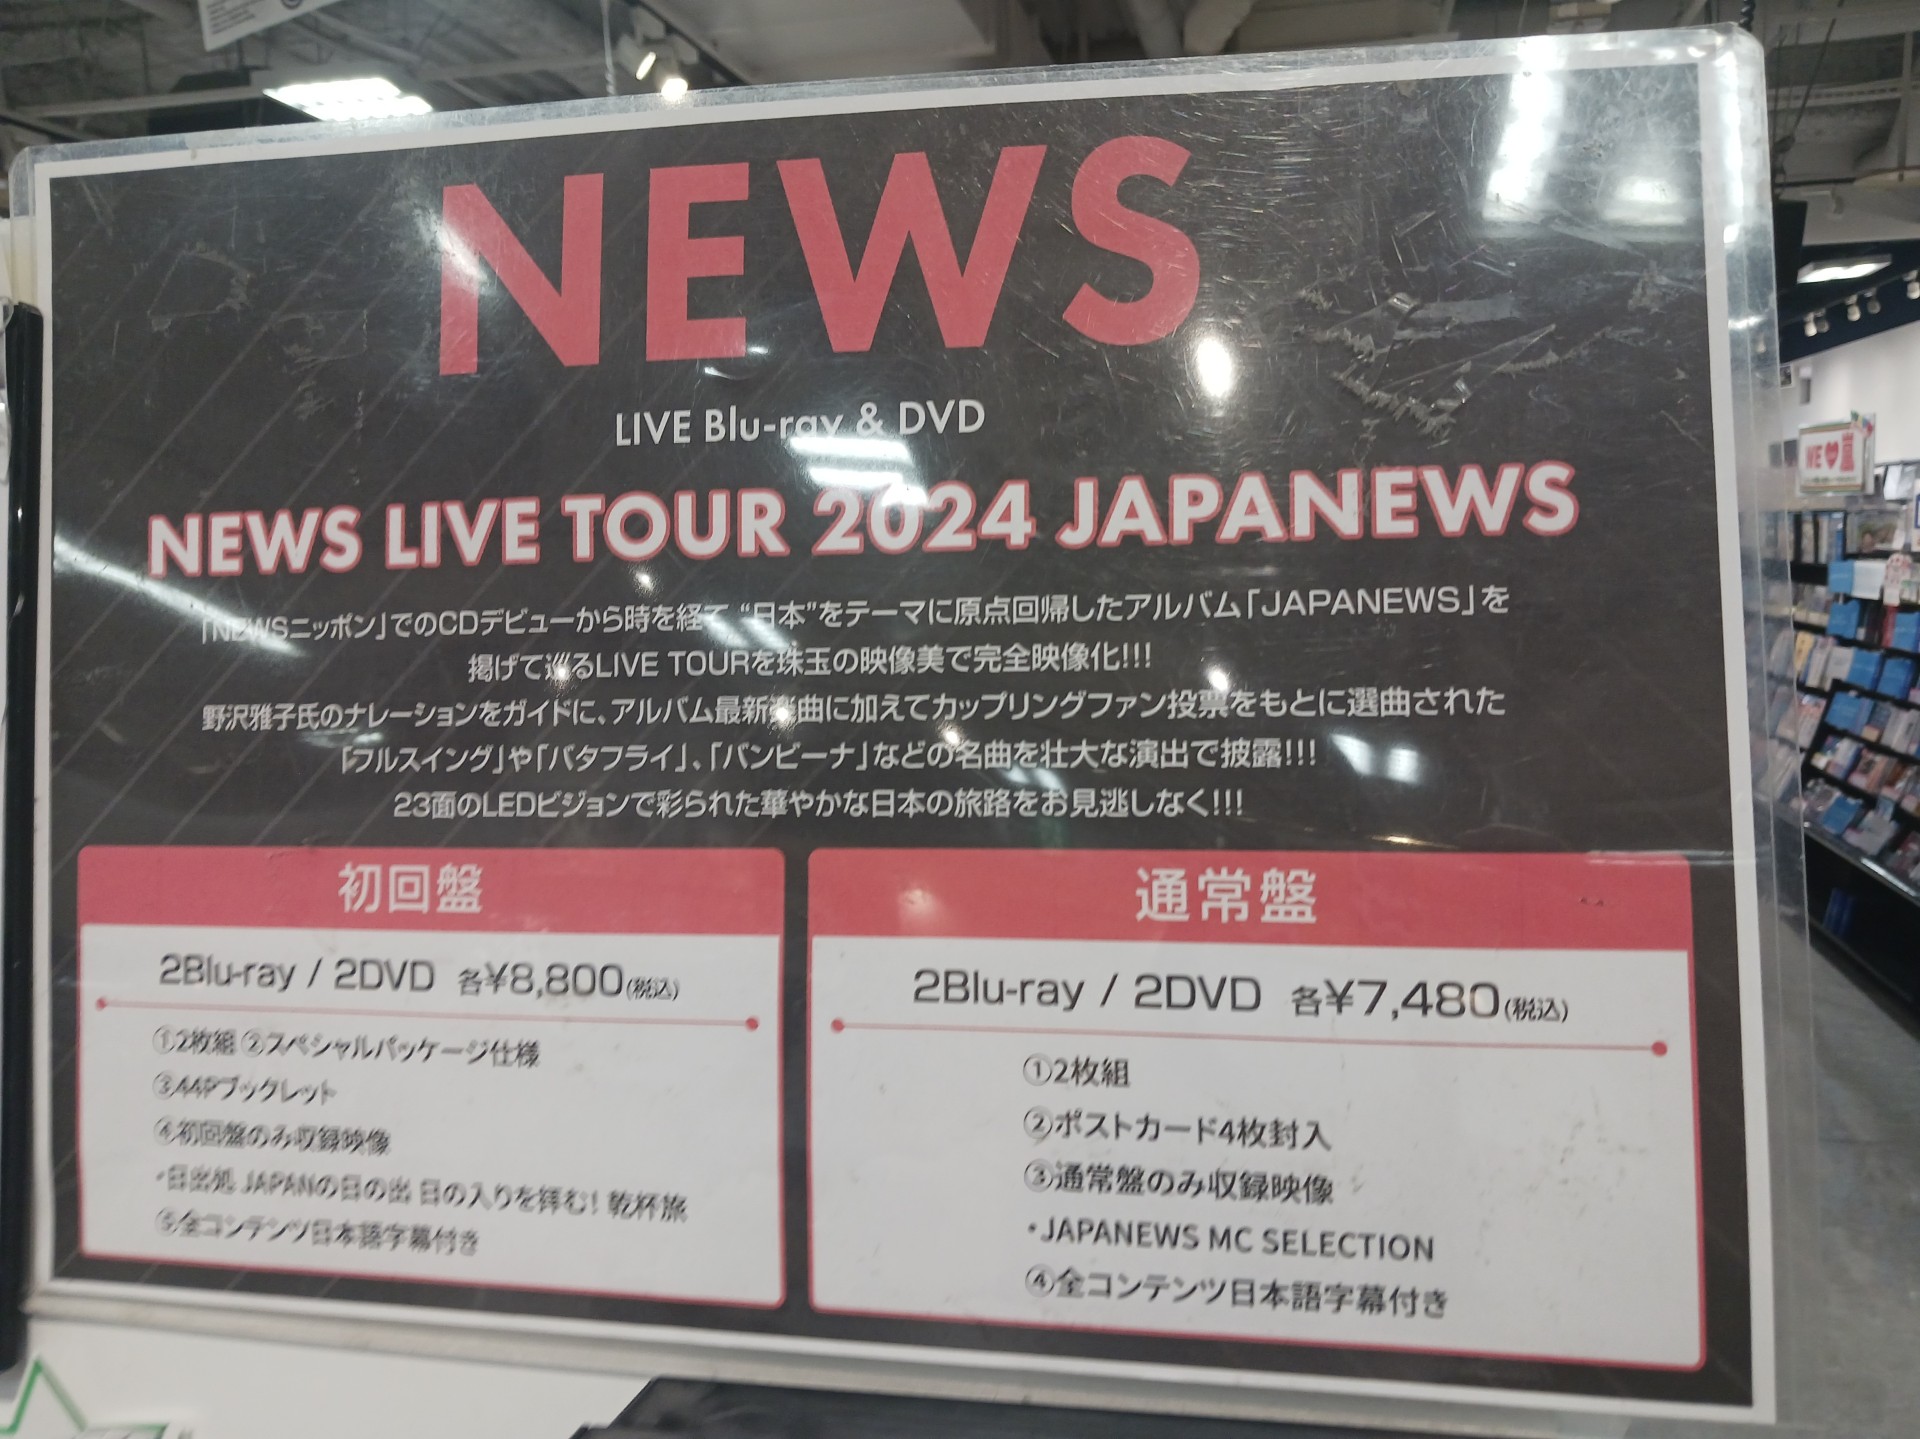 NEWS
LIVE Blu-ray & DVD
NEWS LIVE TOUR 2024 JAPANEWS
「NEWSニッポン」でのCDデビューから時を経て “日本”をテーマに原点回帰したアルバム「JAPANEWS」を
掲げて巡るLIVE TOURを珠玉の映像美で完全映像化!!!
野沢雅子氏のナレーションをガイドに、アルバム最新楽曲に加えてカップリングファン投票をもとに選曲された
「フルスイング」や「バタフライ」、「バンビーナ」などの名曲を壮大な演出で披露!!!
23面のLEDビジョンで彩られた華やかな日本の旅路をお見逃しなく!!!
初回盤
2Blu-ray / 2DVD 各¥8,800(税込)
①2枚組 ②スペシャルパッケージ仕様
③44Pブックレット
④初回盤のみ収録映像
・日出処 JAPANの日の出 日の入りを拝む! 乾杯旅
⑤全コンテンツ日本語字幕付き
通常盤
2Blu-ray / 2DVD 各¥7,480(税込)
①2枚組
②ポストカード4枚封入
③通常盤のみ収録映像
・JAPANEWS MC SELECTION
④全コンテンツ日本語字幕付き
WE♥嵐